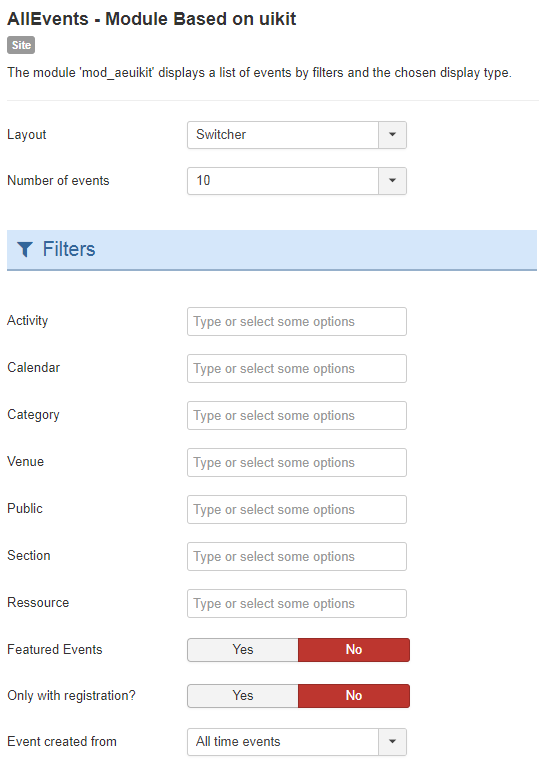 AllEvents - Module Based on uikit
Site
The module 'mod_aeuikit' displays a list of events by filters and the chosen display type.
Layout Switcher
Number of events 10
Filters
Activity Type or select some options
Calendar Type or select some options
Category Type or select some options
Venue Type or select some options
Public Type or select some options
Section Type or select some options
Ressource Type or select some options
Featured Events Yes No
Only with registration? Yes No
Event created from All time events